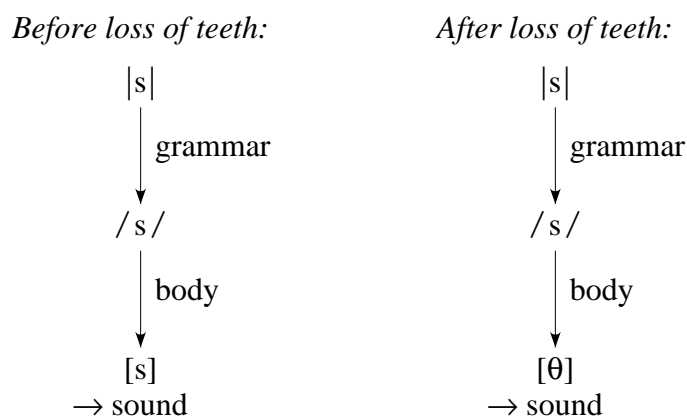 Before loss of teeth: After loss of teeth:
|s| |s|
grammar grammar
/s/ /s/
body body
[s] [θ]
→ sound → sound